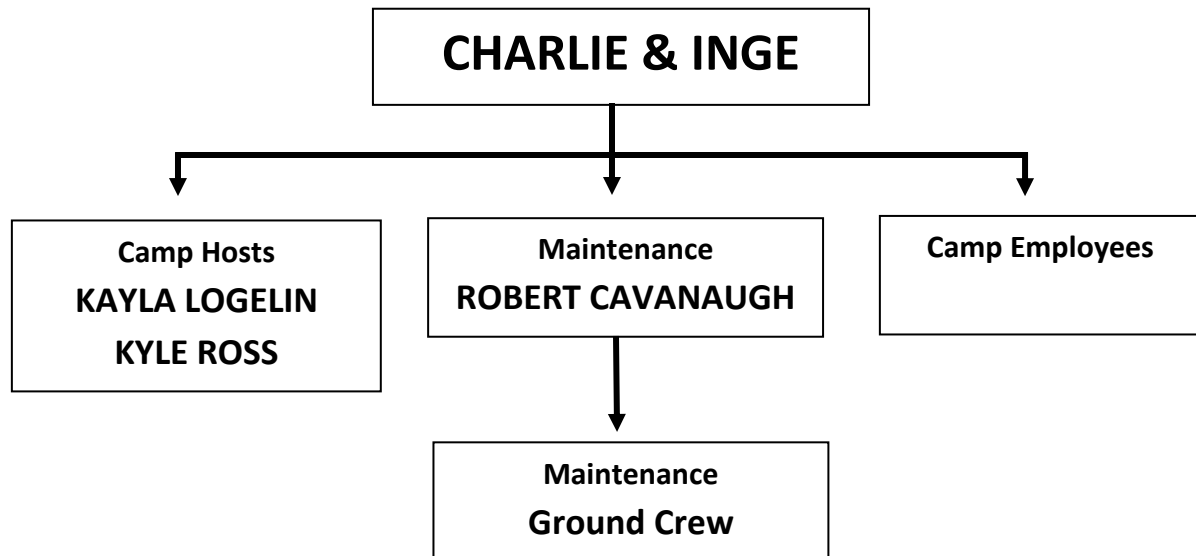 CHARLIE & INGE
Camp Hosts
KAYLA LOGELIN
KYLE ROSS
Maintenance
ROBERT CAVANAUGH
Camp Employees
Maintenance
Ground Crew